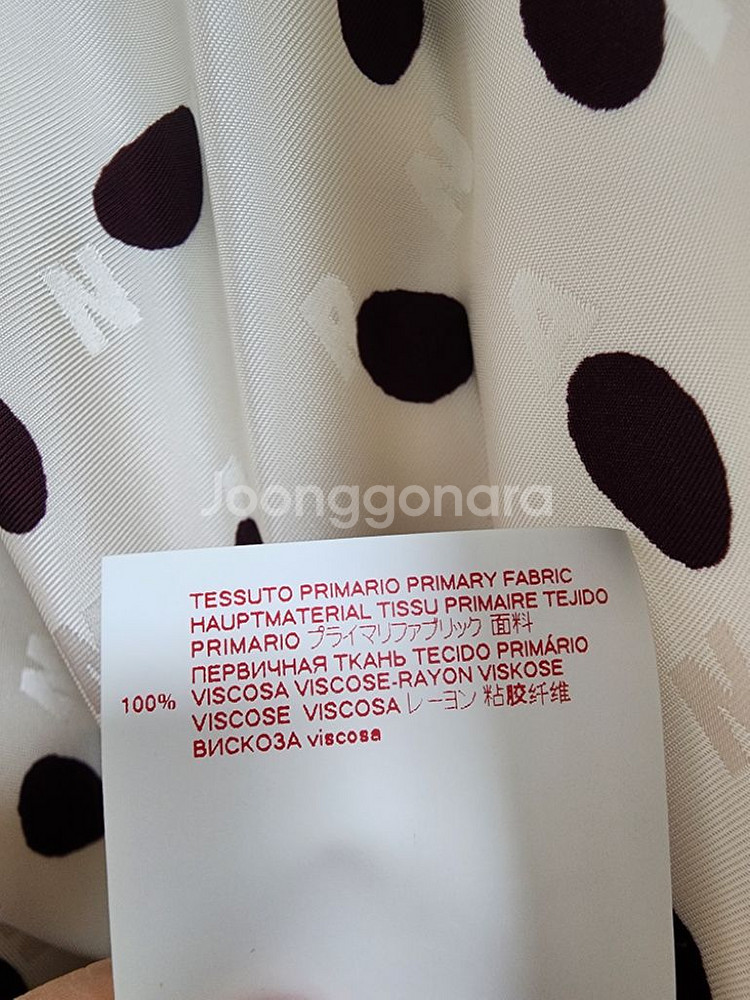 Joonggonara
TESSUTO PRIMARIO PRIMARY FABRIC
HAUPTMATERIAL TISSU PRIMAIRE TEJIDO
PRIMARIO プライマリファブリック 面料
ПЕРВИЧНАЯ ТКАНЬ TECIDO PRIMÁRIO
100% VISCOSA VISCOSE-RAYON VISKOSE
VISCOSE VISCOSA レーヨン 粘胶纤维
ВИСКОЗА viscosa